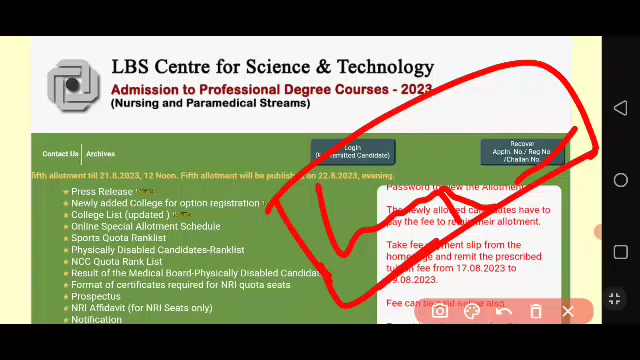 LBS Centre for Science & Technology
Admission to Professional Degree Courses - 2023
(Nursing and Paramedical Streams)
Contact Us
Archives
Login
(For Remitted Candidate)
Recover
Appln No./ Reg No
/Challan No.
fifth allotment till 21.8.2023, 12 Noon. Fifth allotment will be published on 22.8.2023, evening.
Press Release
Newly added College for option registration
College List (updated )
Online Special Allotment Schedule
Sports Quota Ranklist
Physically Disabled Candidates-Ranklist
NCC Quota Rank List
Result of the Medical Board-Physically Disabled Candidat
Format of certificates required for NRI quota seats
Prospectus
NRI Affidavit (for NRI Seats only)
Notification
Password to view the Allotment
The newly allotted candidates have to
pay the fee to retain their allotment.
Take fee payment slip from the
homepage and remit the prescribed
tuition fee from 17.08.2023 to
19.08.2023.
Fee can be paid online also.